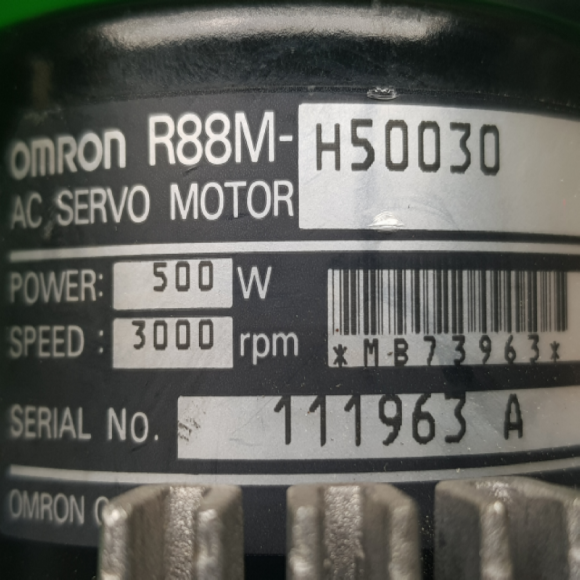 OMRON R88M-H50030
AC SERVO MOTOR
POWER: 500 W
SPEED : 3000 rpm
*MB73963*
SERIAL No. 111963 A
OMRON